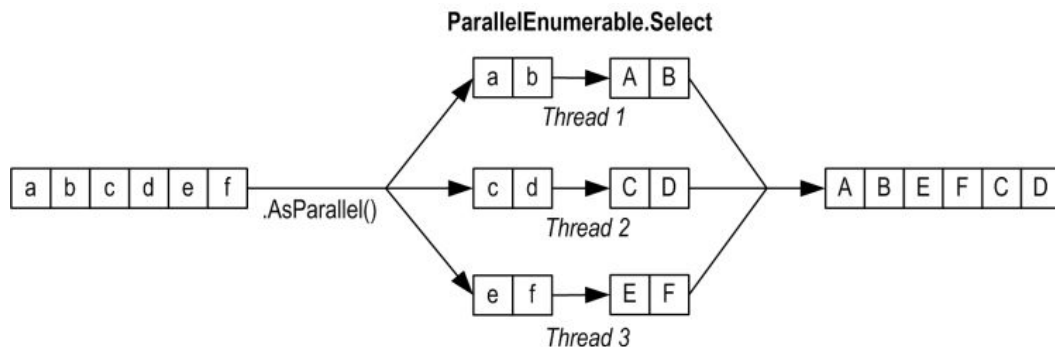 ParallelEnumerable.Select
a b A B
Thread 1
a b c d e f c d C D A B E F C D
.AsParallel()
Thread 2
e f E F
Thread 3